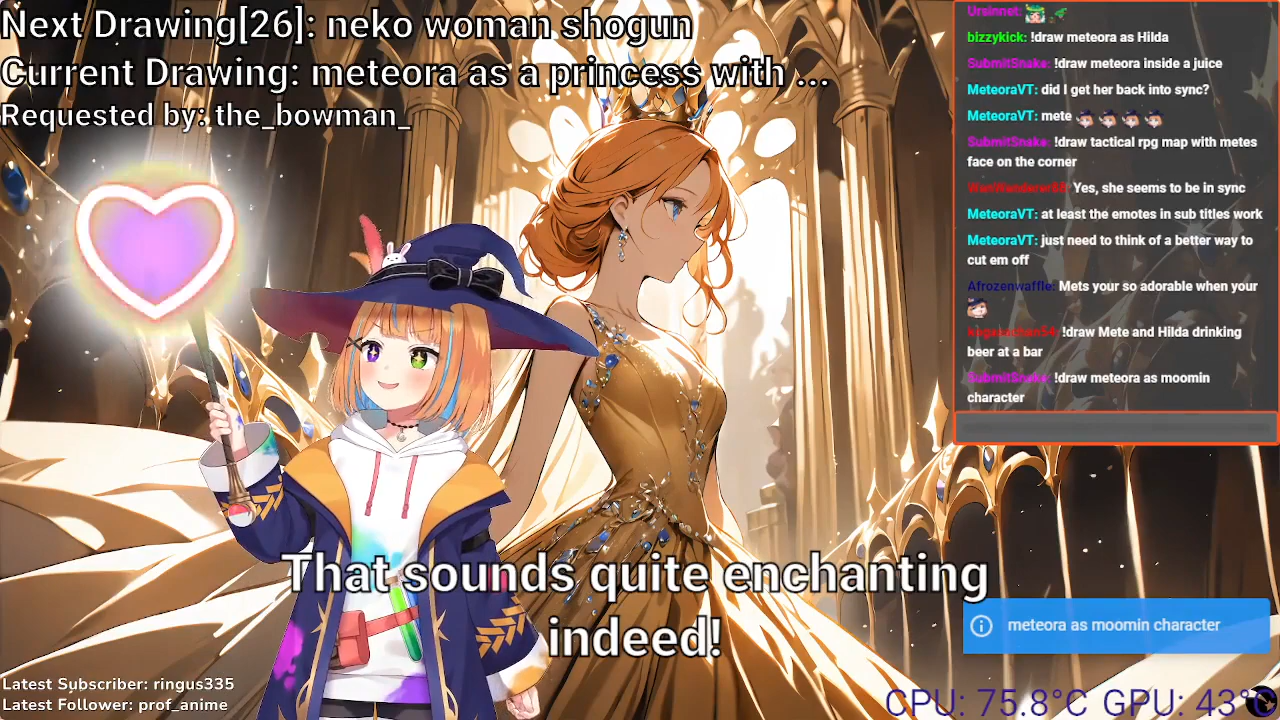 Next Drawing[26]: neko woman shogun
Current Drawing: meteora as a princess with ...
Requested by: the_bowman_
Ursinnet:
bizzykick: !draw meteora as Hilda
SubmitSnake: !draw meteora inside a juice
MeteoraVT: did I get her back into sync?
MeteoraVT: mete
SubmitSnake: !draw tactical rpg map with metes
face on the corner
Yes, she seems to be in sync
MeteoraVT: at least the emotes in sub titles work
MeteoraVT: just need to think of a better way to
cut em off
Afrozenwaffle: Mets your so adorable when your
!draw Mete and Hilda drinking
beer at a bar
SubmitSnake: !draw meteora as moomin
character
That sounds quite enchanting
indeed!
meteora as moomin character
Latest Subscriber: ringus335
Latest Follower: prof_anime
CPU: 75.8°C GPU: 43°C